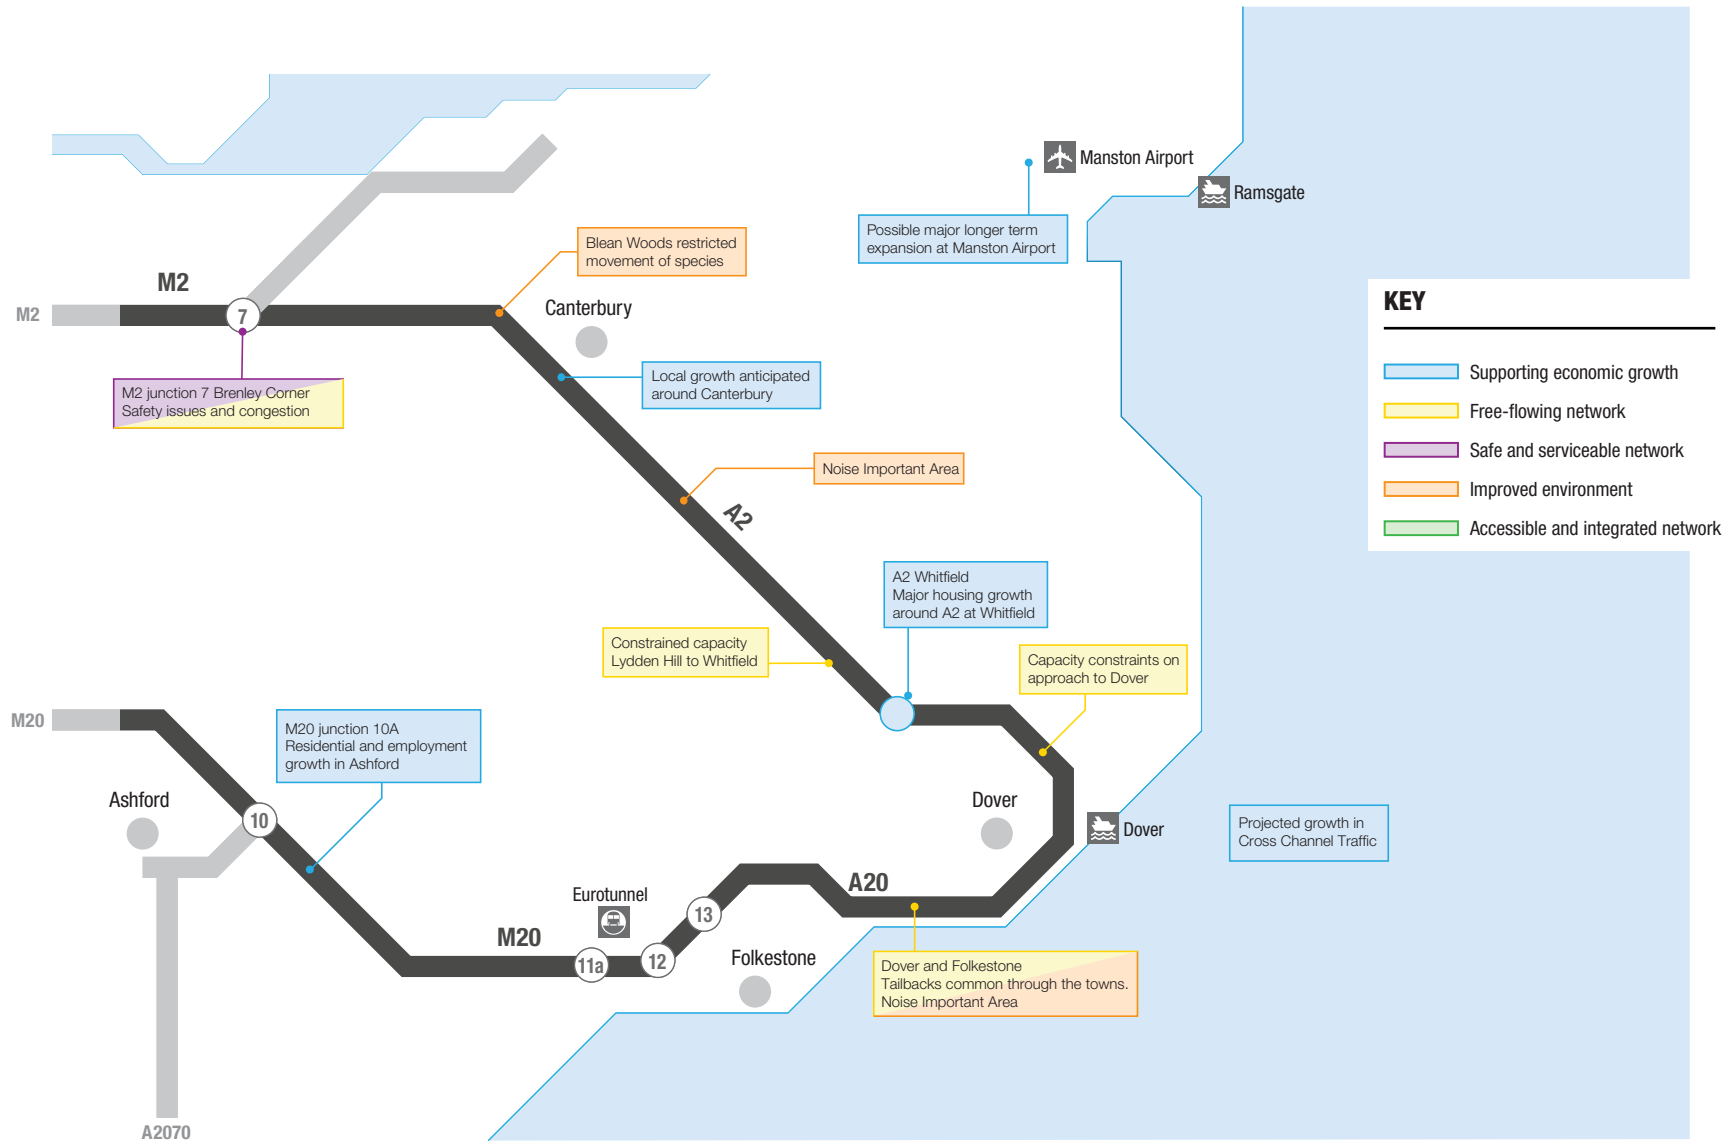 Manston Airport
Ramsgate
Possible major longer term
expansion at Manston Airport
Blean Woods restricted
movement of species
M2
M2
7
Canterbury
KEY
Supporting economic growth
Free-flowing network
Safe and serviceable network
Improved environment
Accessible and integrated network
M2 junction 7 Brenley Corner
Safety issues and congestion
Local growth anticipated
around Canterbury
Noise Important Area
A2
A2 Whitfield
Major housing growth
around A2 at Whitfield
Constrained capacity
Lydden Hill to Whitfield
Capacity constraints on
approach to Dover
M20
M20 junction 10A
Residential and employment
growth in Ashford
Ashford
10
Dover
Dover
Projected growth in
Cross Channel Traffic
Eurotunnel
A20
13
M20
11a
12
Folkestone
Dover and Folkestone
Tailbacks common through the towns.
Noise Important Area
A2070